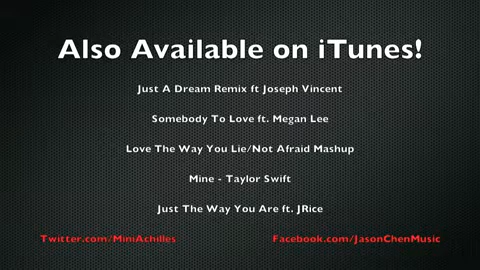 Also Available on iTunes!
Just A Dream Remix ft Joseph Vincent
Somebody To Love ft. Megan Lee
Love The Way You Lie/Not Afraid Mashup
Mine - Taylor Swift
Just The Way You Are ft. JRice
Twitter.com/MiniAchilles
Facebook.com/JasonChenMusic